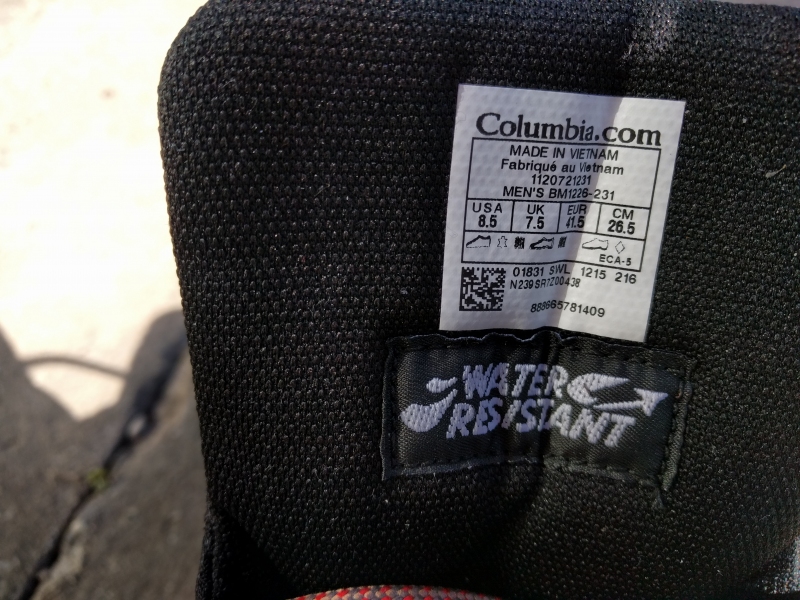 Columbia.com
MADE IN VIETNAM
Fabriqué au Vietnam
1120721231
MEN'S BM1226-231
USA UK EUR CM
8.5 7.5 41.5 26.5
ECA-5
01831 SWL 1215 216
N239SR7Z00438
888665781409
WATER
RESISTANT